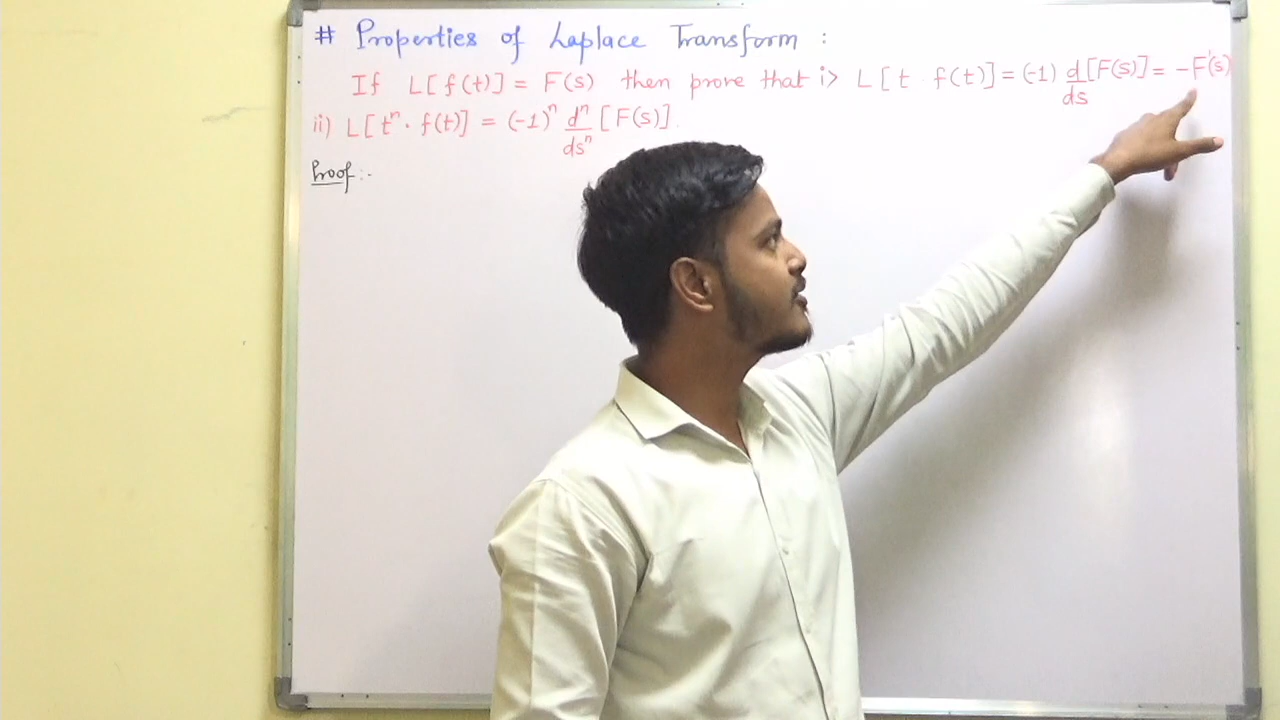 # Properties of Laplace Transform :
If L[f(t)] = F(s) then prove that i> L[t · f(t)] = (-1) d/ds [F(s)] = -F'(s)
ii) L[tⁿ · f(t)] = (-1)ⁿ dⁿ/dsⁿ [F(s)].
Proof :-